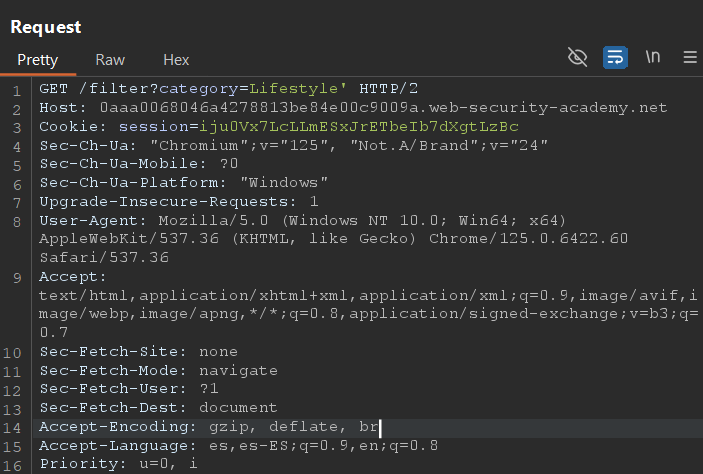 Request
Pretty Raw Hex
\n
1 GET /filter?category=Lifestyle' HTTP/2
2 Host: 0aaa0068046a4278813be84e00c9009a.web-security-academy.net
3 Cookie: session=iju0Vx7LcLLmESxJrETbeIb7dXgtLzBc
4 Sec-Ch-Ua: "Chromium";v="125", "Not.A/Brand";v="24"
5 Sec-Ch-Ua-Mobile: ?0
6 Sec-Ch-Ua-Platform: "Windows"
7 Upgrade-Insecure-Requests: 1
8 User-Agent: Mozilla/5.0 (Windows NT 10.0; Win64; x64)
AppleWebKit/537.36 (KHTML, like Gecko) Chrome/125.0.6422.60
Safari/537.36
9 Accept:
text/html,application/xhtml+xml,application/xml;q=0.9,image/avif,i
mage/webp,image/apng,*/*;q=0.8,application/signed-exchange;v=b3;q=
0.7
10 Sec-Fetch-Site: none
11 Sec-Fetch-Mode: navigate
12 Sec-Fetch-User: ?1
13 Sec-Fetch-Dest: document
14 Accept-Encoding: gzip, deflate, br
15 Accept-Language: es,es-ES;q=0.9,en;q=0.8
16 Priority: u=0, i